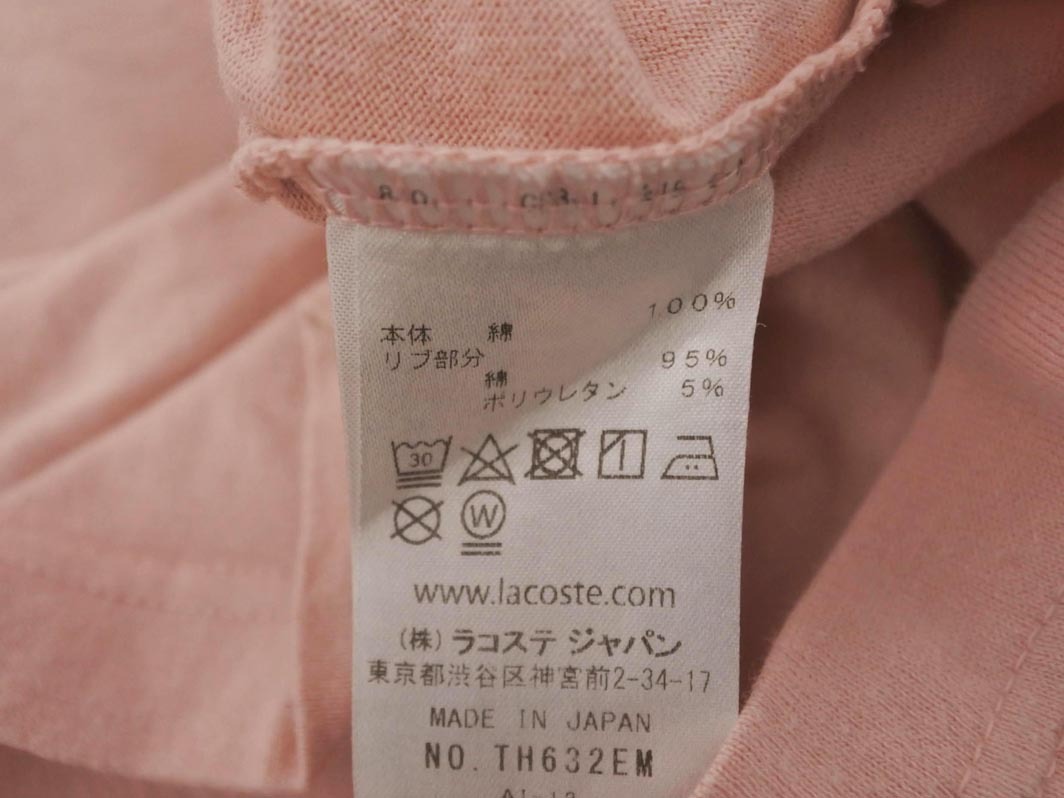 本体 綿 100%
リブ部分
綿 95%
ポリウレタン 5%
30
W
www.lacoste.com
(株) ラコステ ジャパン
東京都渋谷区神宮前2-34-17
MADE IN JAPAN
NO. TH632EM